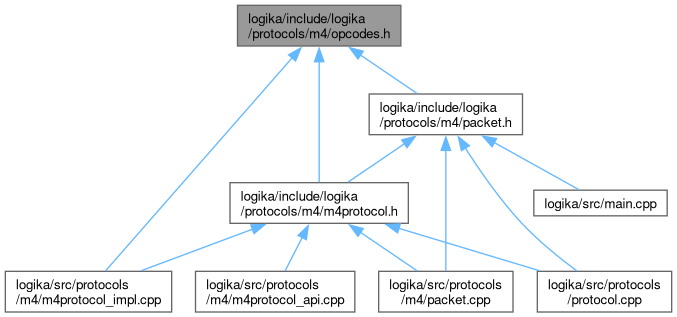 logika/include/logika
/protocols/m4/opcodes.h
logika/include/logika
/protocols/m4/packet.h
logika/include/logika
/protocols/m4/m4protocol.h
logika/src/main.cpp
logika/src/protocols
/m4/m4protocol_impl.cpp
logika/src/protocols
/m4/m4protocol_api.cpp
logika/src/protocols
/m4/packet.cpp
logika/src/protocols
/protocol.cpp